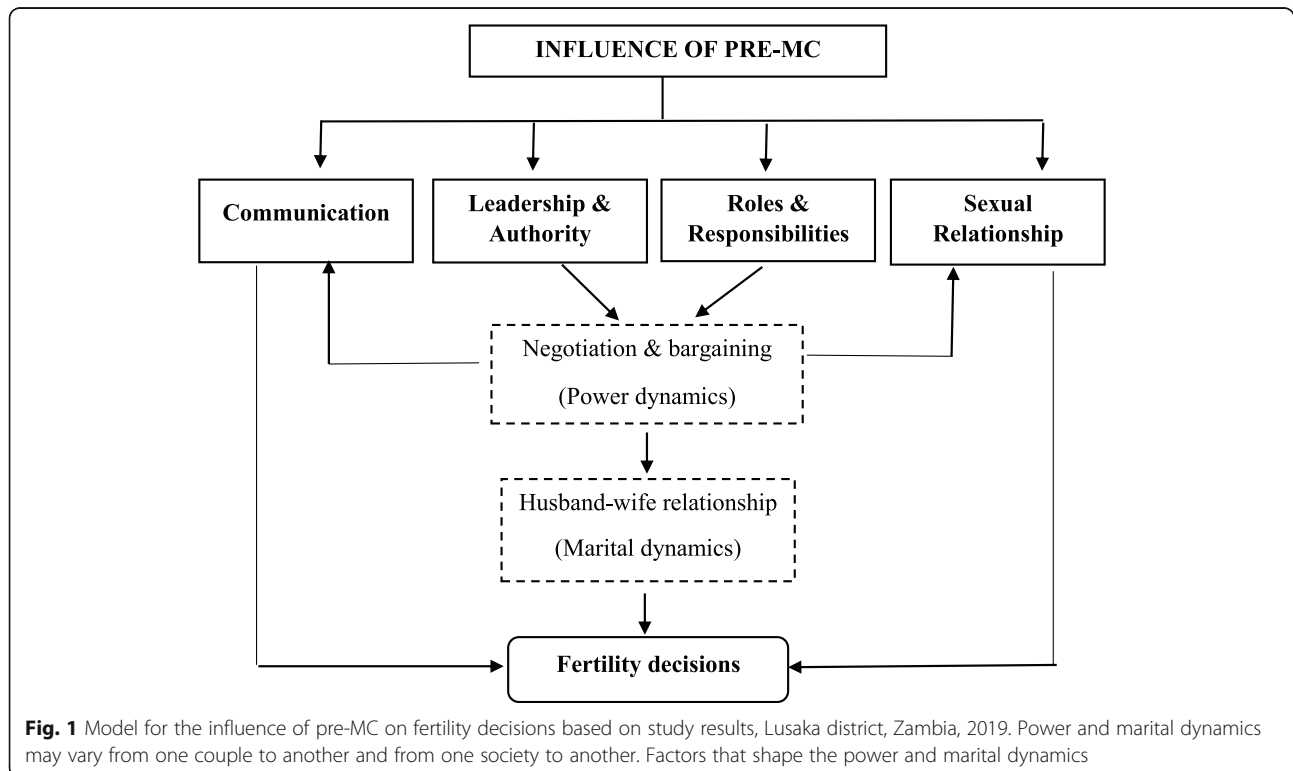 INFLUENCE OF PRE-MC
Communication
Leadership &
Authority
Roles &
Responsibilities
Sexual
Relationship
Negotiation & bargaining
(Power dynamics)
Husband-wife relationship
(Marital dynamics)
Fertility decisions
Fig. 1 Model for the influence of pre-MC on fertility decisions based on study results, Lusaka district, Zambia, 2019. Power and marital dynamics
may vary from one couple to another and from one society to another. Factors that shape the power and marital dynamics